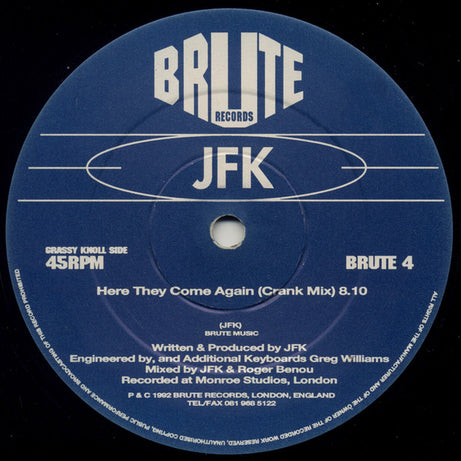 BRUTE
RECORDS
JFK
GRASSY KNOLL SIDE
45RPM
BRUTE 4
Here They Come Again (Crank Mix) 8.10
(JFK)
BRUTE MUSIC
Written & Produced by JFK
Engineered by, and Additional Keyboards Greg Williams
Mixed by JFK & Roger Benou
Recorded at Monroe Studios, London
P & C 1992 BRUTE RECORDS, LONDON, ENGLAND
TEL/FAX 081 968 5122
ALL RIGHTS OF THE MANUFACTURER AND OF THE OWNER OF THE RECORDED WORK RESERVED, UNAUTHORISED COPYING, PUBLIC PERFORMANCE AND BROADCASTING OF THIS RECORD PROHIBITED